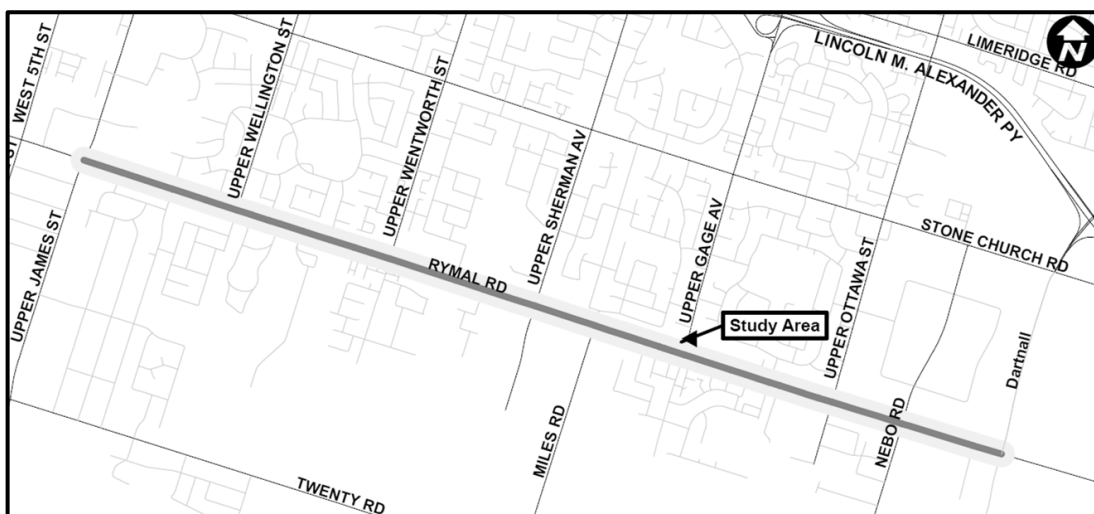 WEST 5TH ST
UPPER WELLINGTON ST
UPPER WENTWORTH ST
LINCOLN M. ALEXANDER PY
LIMERIDGE RD
N
ST
UPPER JAMES ST
RYMAL RD
UPPER SHERMAN AV
UPPER GAGE AV
STONE CHURCH RD
Study Area
UPPER OTTAWA ST
Dartnall
MILES RD
NEBO RD
TWENTY RD